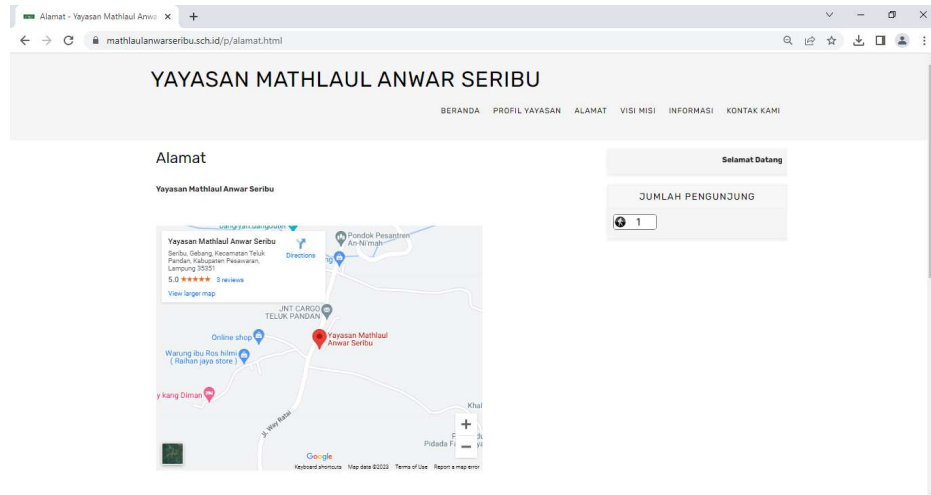 Alamat - Yayasan Mathlaul Anwa
mathlaulanwarseribu.sch.id/p/alamat.html
YAYASAN MATHLAUL ANWAR SERIBU
BERANDA PROFIL YAYASAN ALAMAT VISI MISI INFORMASI KONTAK KAMI
Alamat
Selamat Datang
Yayasan Mathlaul Anwar Seribu
JUMLAH PENGUNJUNG
1
Yayasan Mathlaul Anwar Seribu
Seribu, Gebang, Kecamatan Teluk
Pandan, Kabupaten Pesawaran,
Lampung 35351
5.0 ★★★★★ 3 reviews
View larger map
Directions
Pondok Pesantren
An-Ni'mah
JNT CARGO
TELUK PANDAN
Online shop
Yayasan Mathlaul
Anwar Seribu
Warung ibu Ros hilmi
( Raihan jaya store )
y kang Diman
Jl. Way Ratai
Khal
Pidada
Google
Keyboard shortcuts Map data ©2023 Terms of Use Report a map error